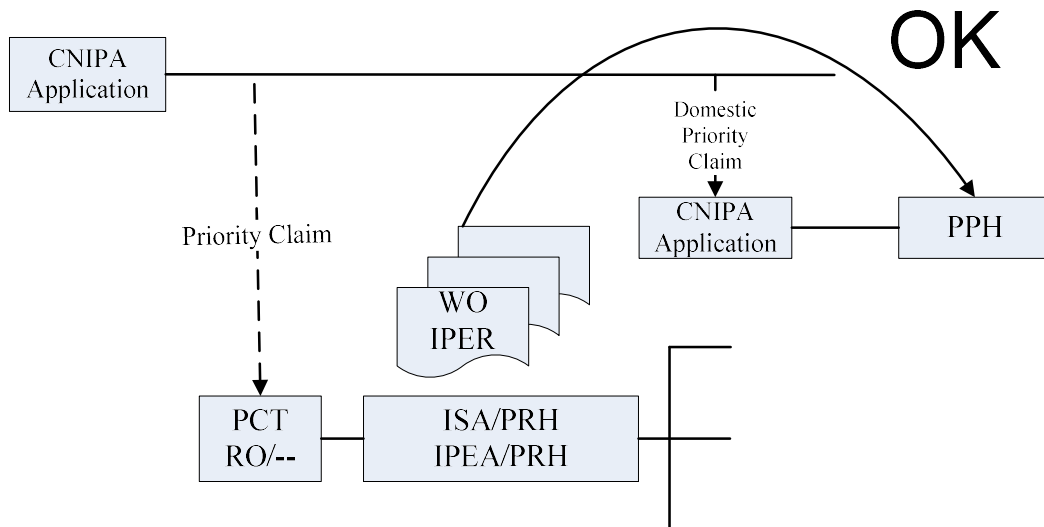 OK
CNIPA
Application
Domestic
Priority
Claim
CNIPA
Application
PPH
Priority Claim
WO
IPER
PCT
RO/--
ISA/PRH
IPEA/PRH